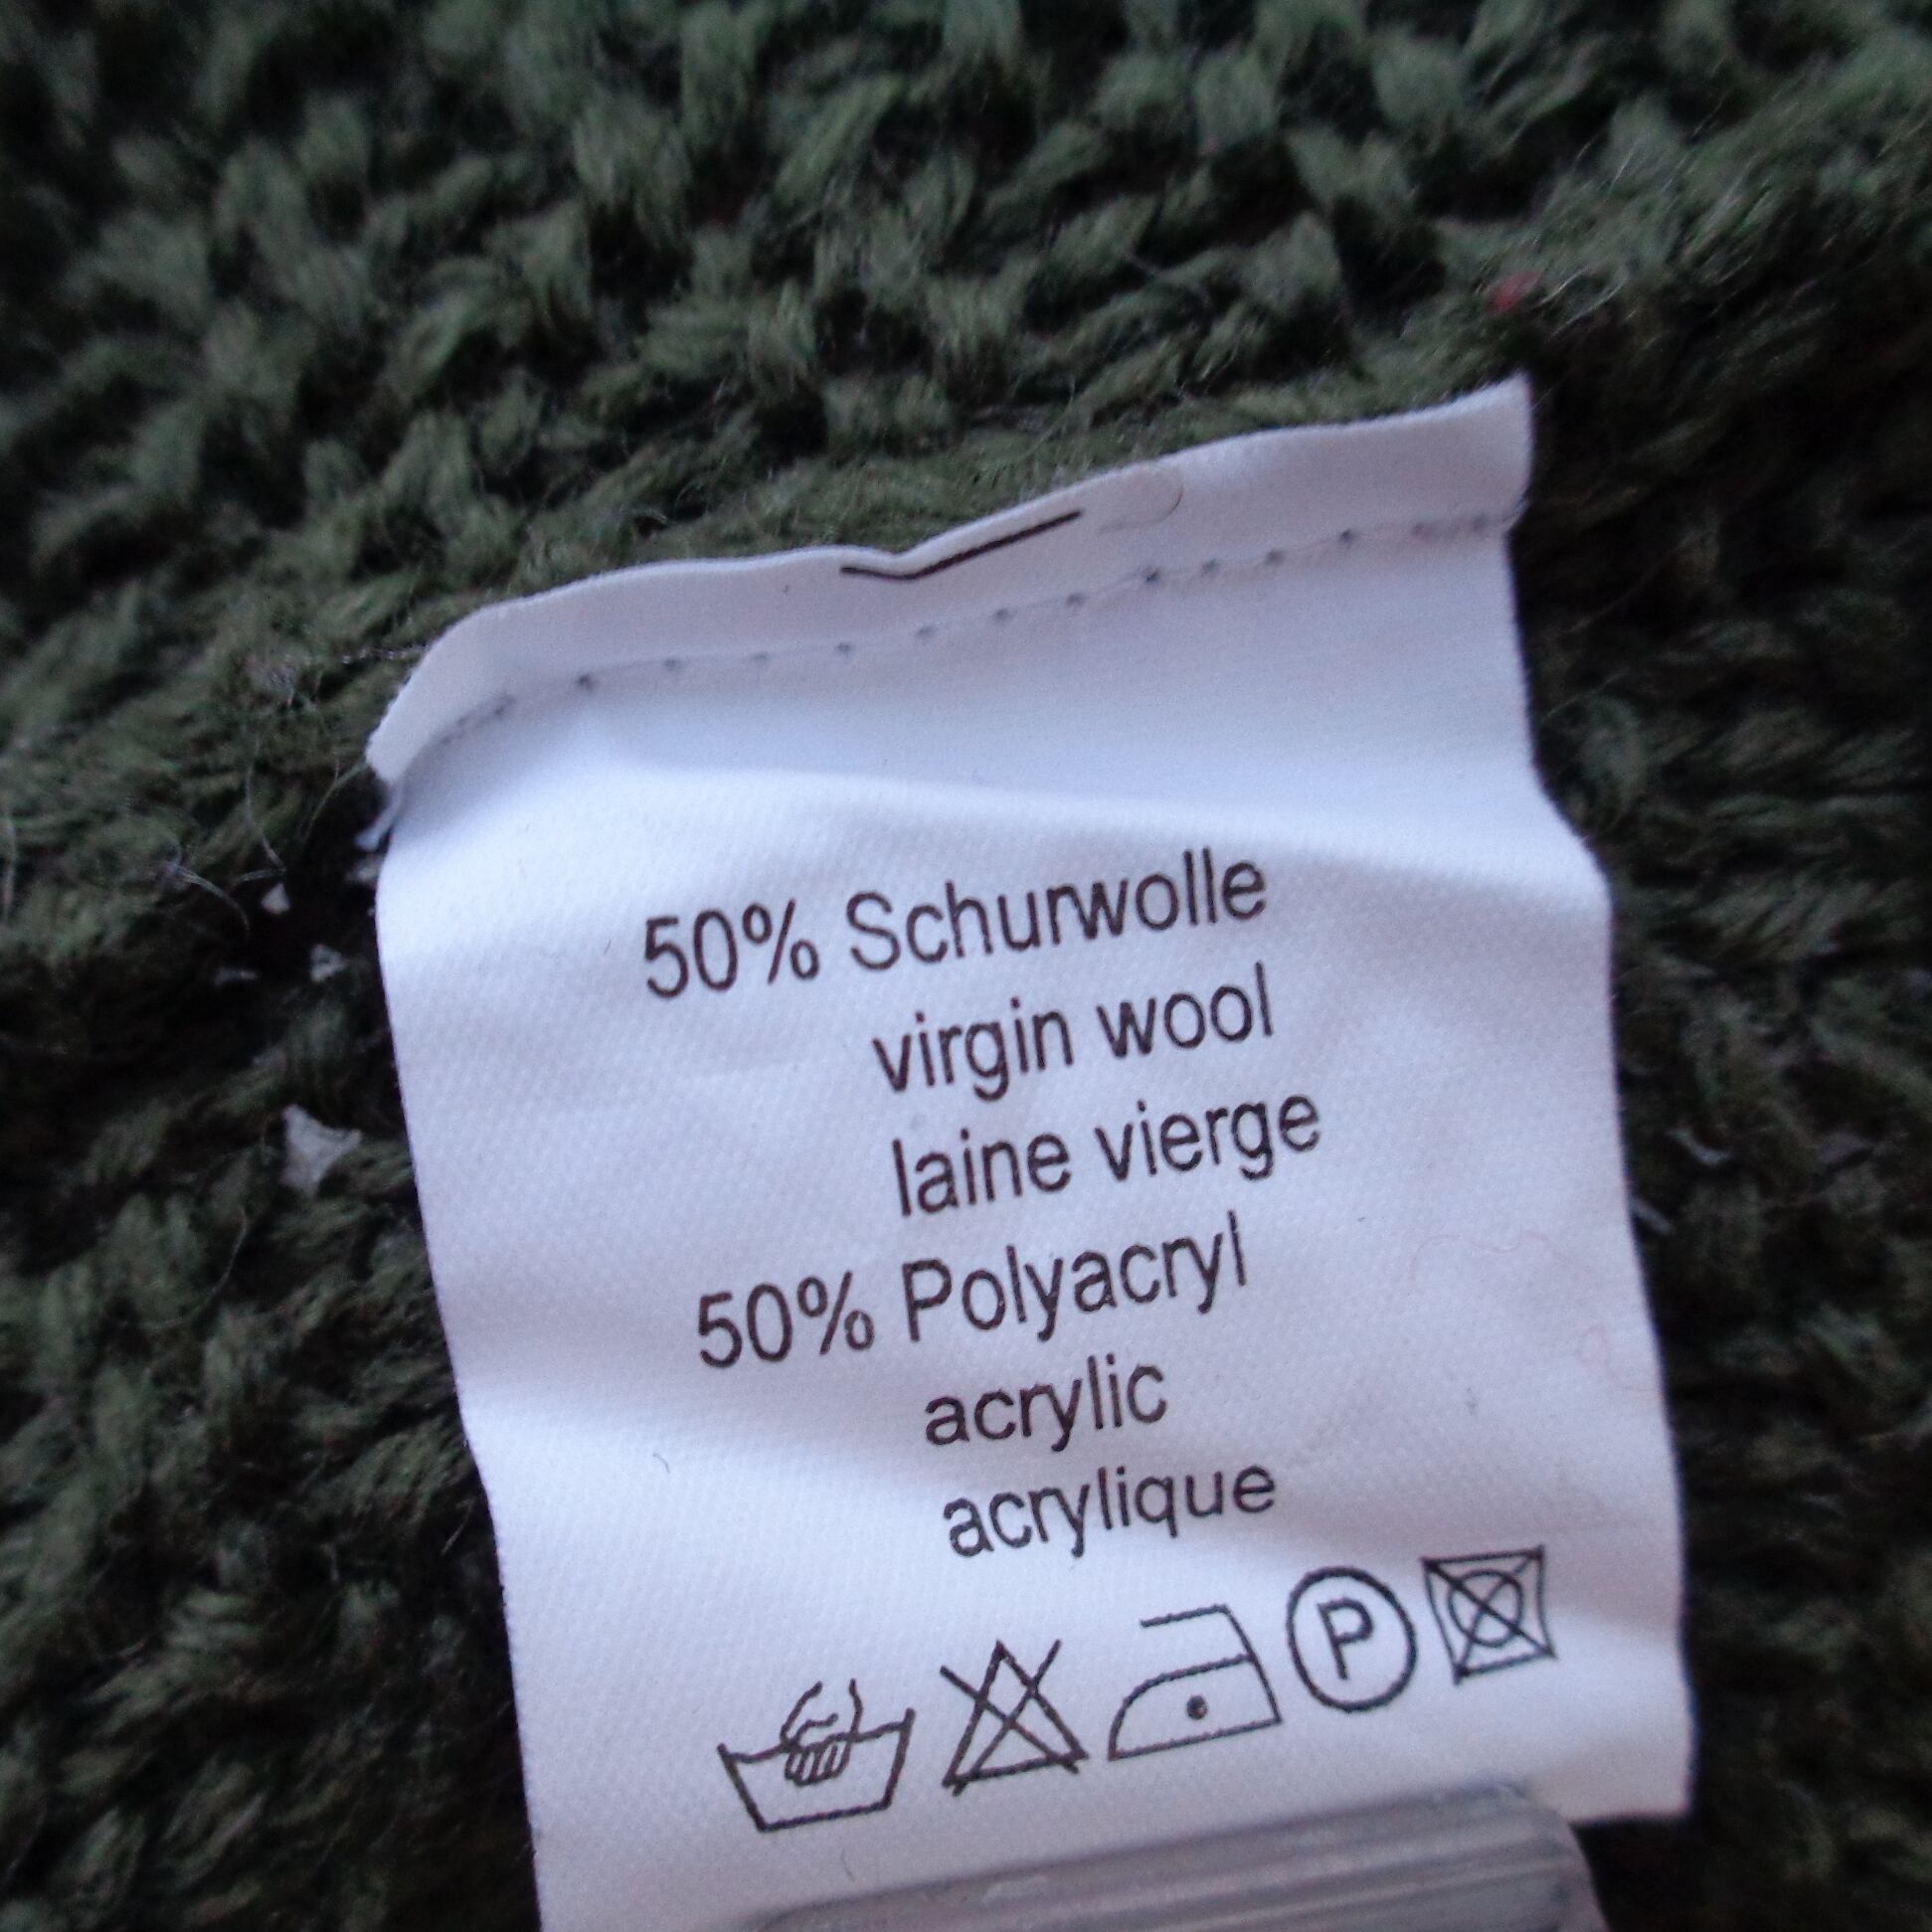 50% Schurwolle
virgin wool
laine vierge
50% Polyacryl
acrylic
acrylique
P